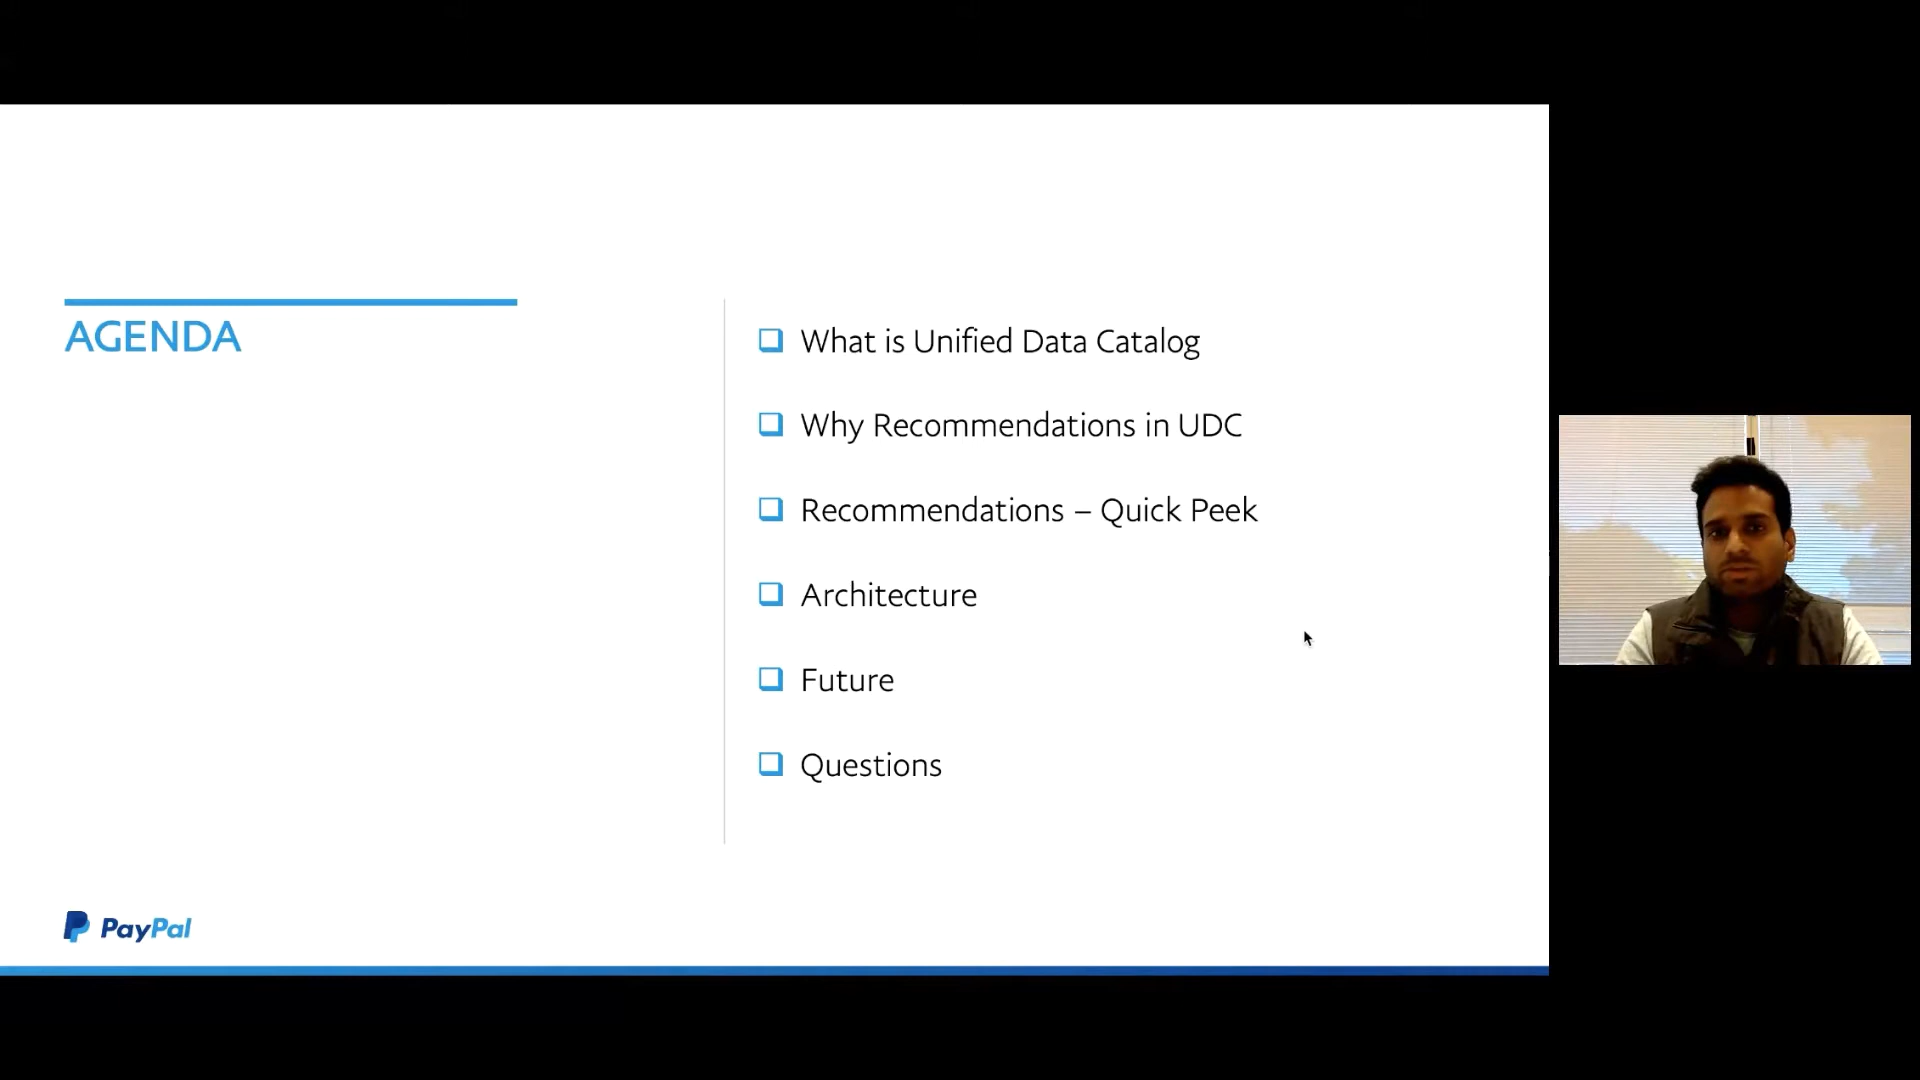 AGENDA
What is Unified Data Catalog
Why Recommendations in UDC
Recommendations – Quick Peek
Architecture
Future
Questions
PayPal